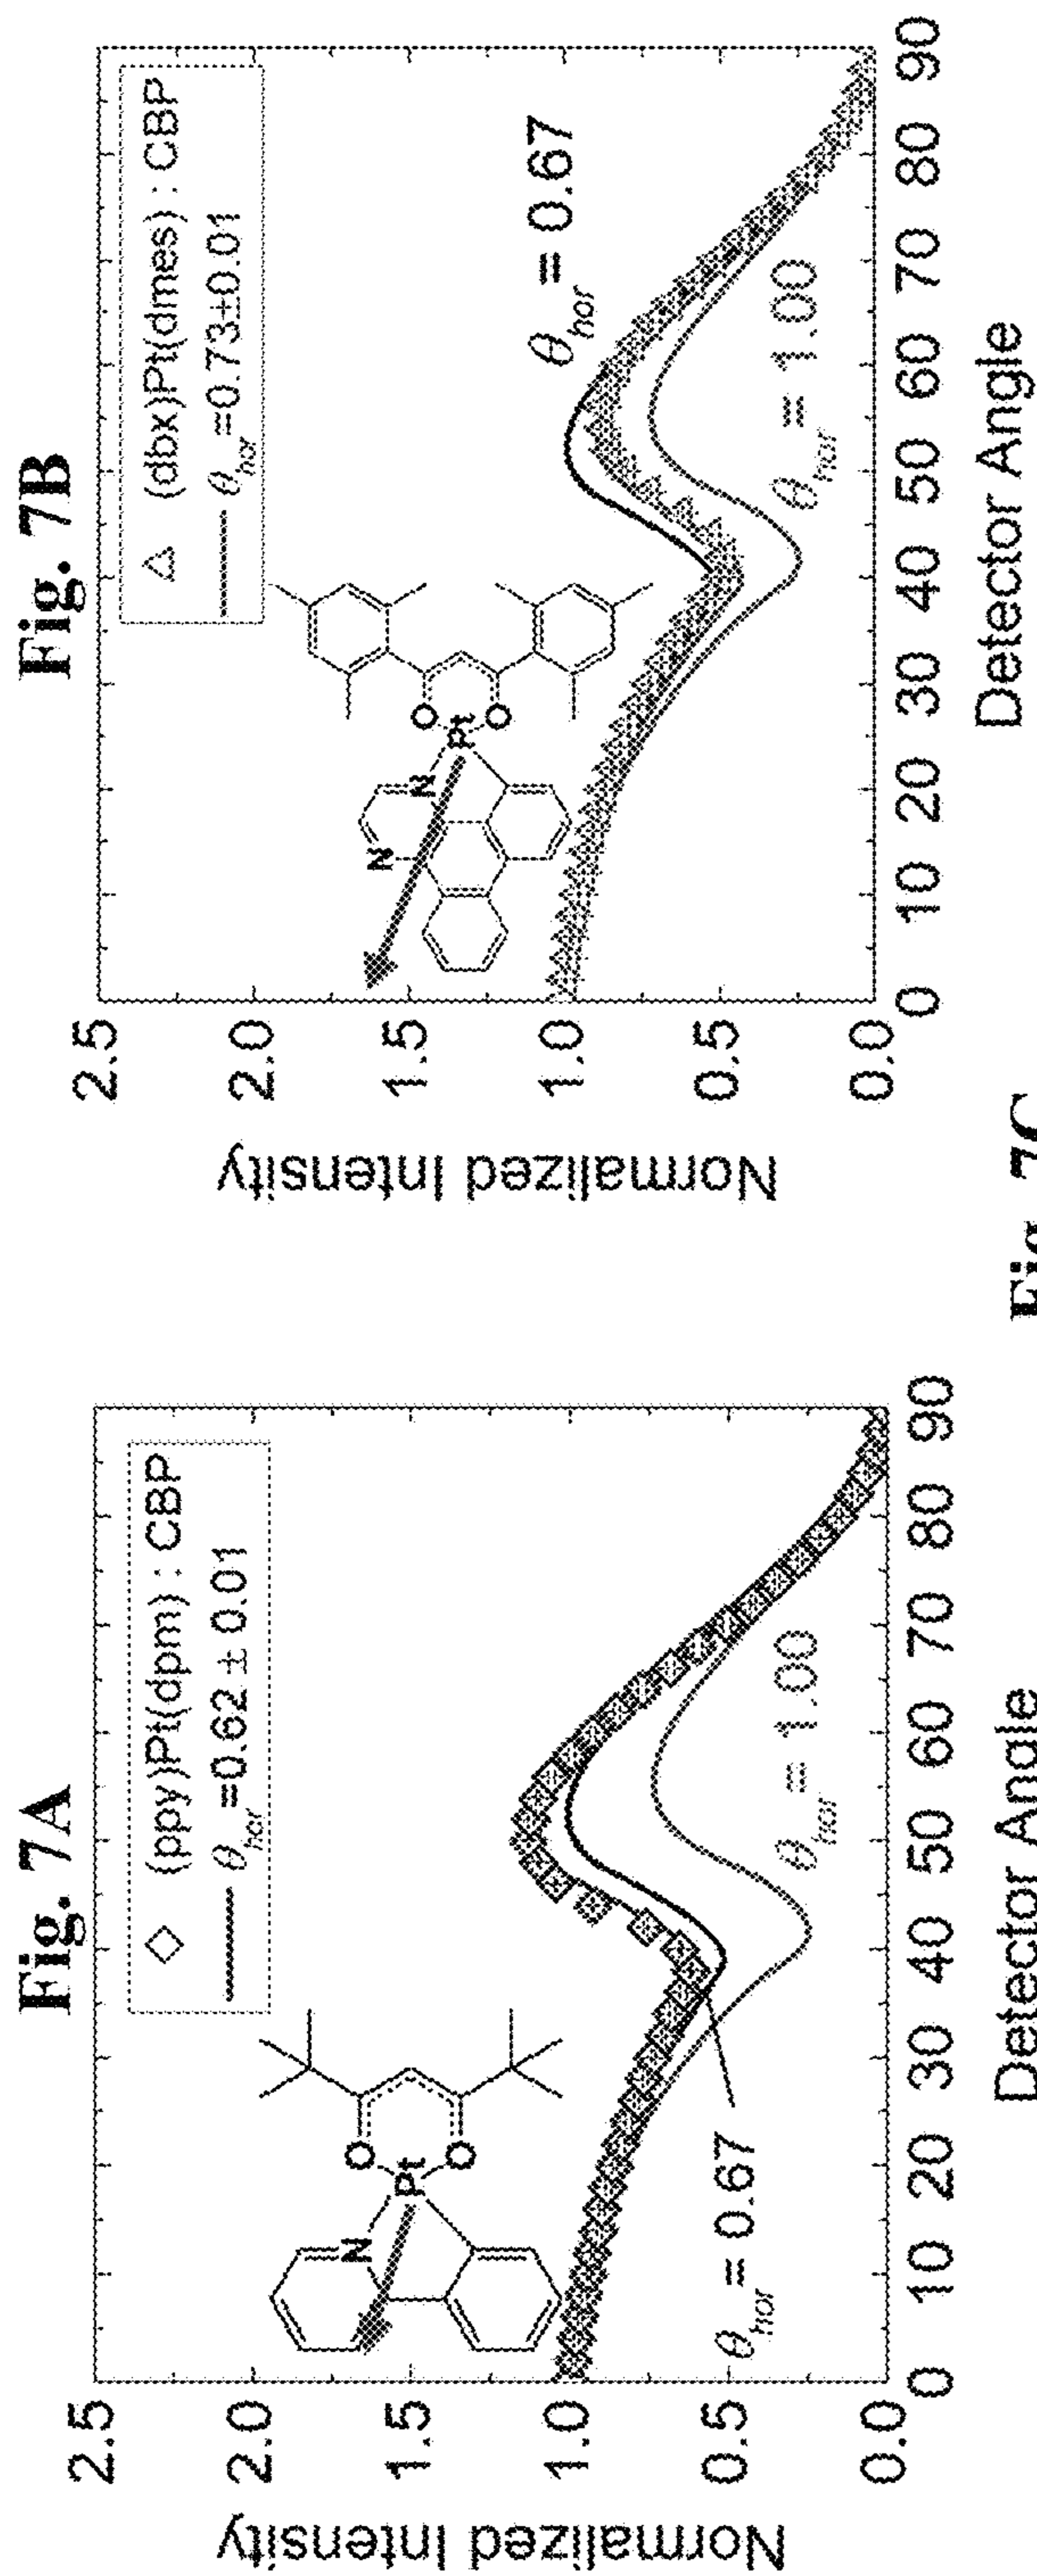 Fig. 7A
◇ (ppy)Pt(dpm) : CBP
θhor =0.62 ± 0.01
N
Pt
O
O
θhor = 0.67
θhor = 1.00
2.5
2.0
1.5
1.0
0.5
0.0
Normalized Intensity
0 10 20 30 40 50 60 70 80 90
Detector Angle
Fig. 7B
△ (dbx)Pt(dmes) : CBP
θhor =0.73±0.01
N
N
Pt
O
O
θhor = 0.67
θhor = 1.00
2.5
2.0
1.5
1.0
0.5
0.0
Normalized Intensity
0 10 20 30 40 50 60 70 80 90
Detector Angle
Fig. 7C